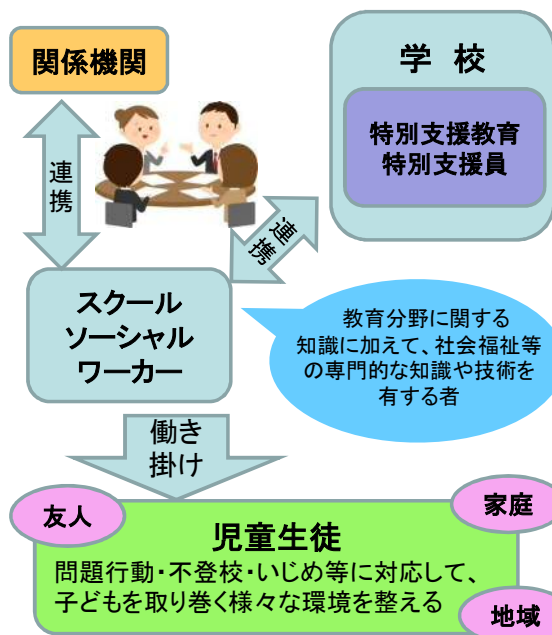 関係機関
学 校
特別支援教育
特別支援員
連携
連携
スクール
ソーシャル
ワーカー
教育分野に関する
知識に加えて、社会福祉等
の専門的な知識や技術を
有する者
働き
掛け
友人
家庭
児童生徒
問題行動・不登校・いじめ等に対応して、
子どもを取り巻く様々な環境を整える
地域